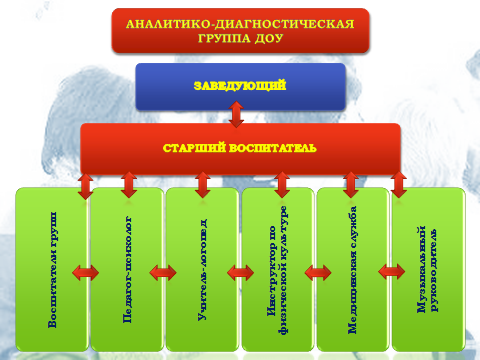 АНАЛИТИКО-ДИАГНОСТИЧЕСКАЯ
ГРУППА ДОУ
ЗАВЕДУЮЩИЙ
СТАРШИЙ ВОСПИТАТЕЛЬ
Воспитатели групп
Педагог-психолог
Учитель-логопед
Инструктор по
физической культуре
Медицинская служба
Музыкальный
руководитель